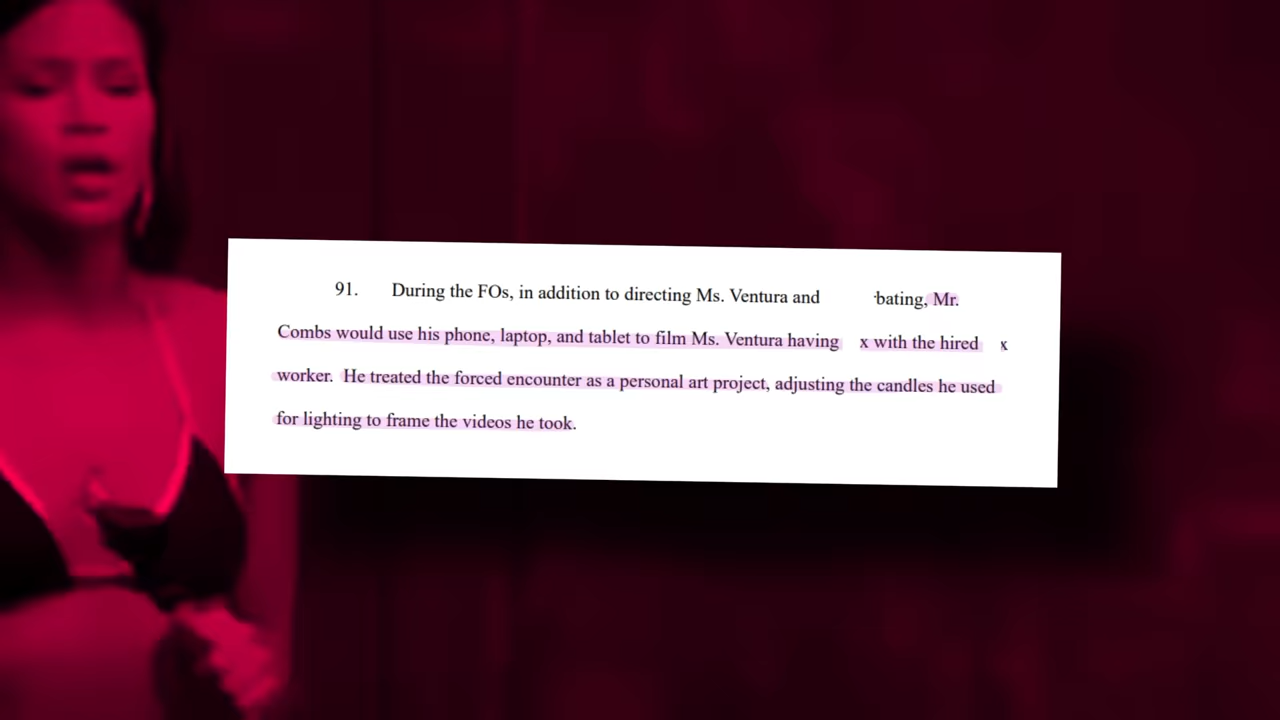 91. During the FOs, in addition to directing Ms. Ventura and bating, Mr.
Combs would use his phone, laptop, and tablet to film Ms. Ventura having x with the hired x
worker. He treated the forced encounter as a personal art project, adjusting the candles he used
for lighting to frame the videos he took.